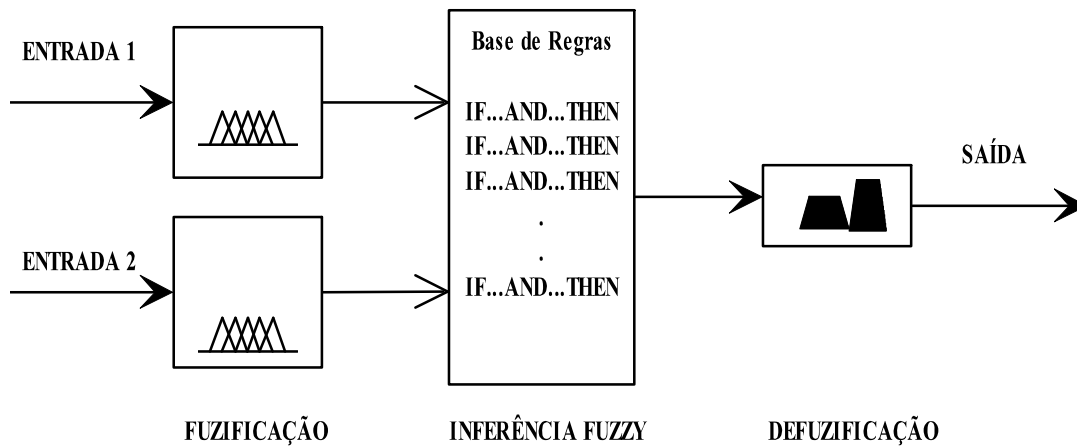 ENTRADA 1
Base de Regras
IF...AND...THEN
IF...AND...THEN
IF...AND...THEN
.
.
IF...AND...THEN
ENTRADA 2
SAÍDA
FUZIFICAÇÃO
INFERÊNCIA FUZZY
DEFUZIFICAÇÃO